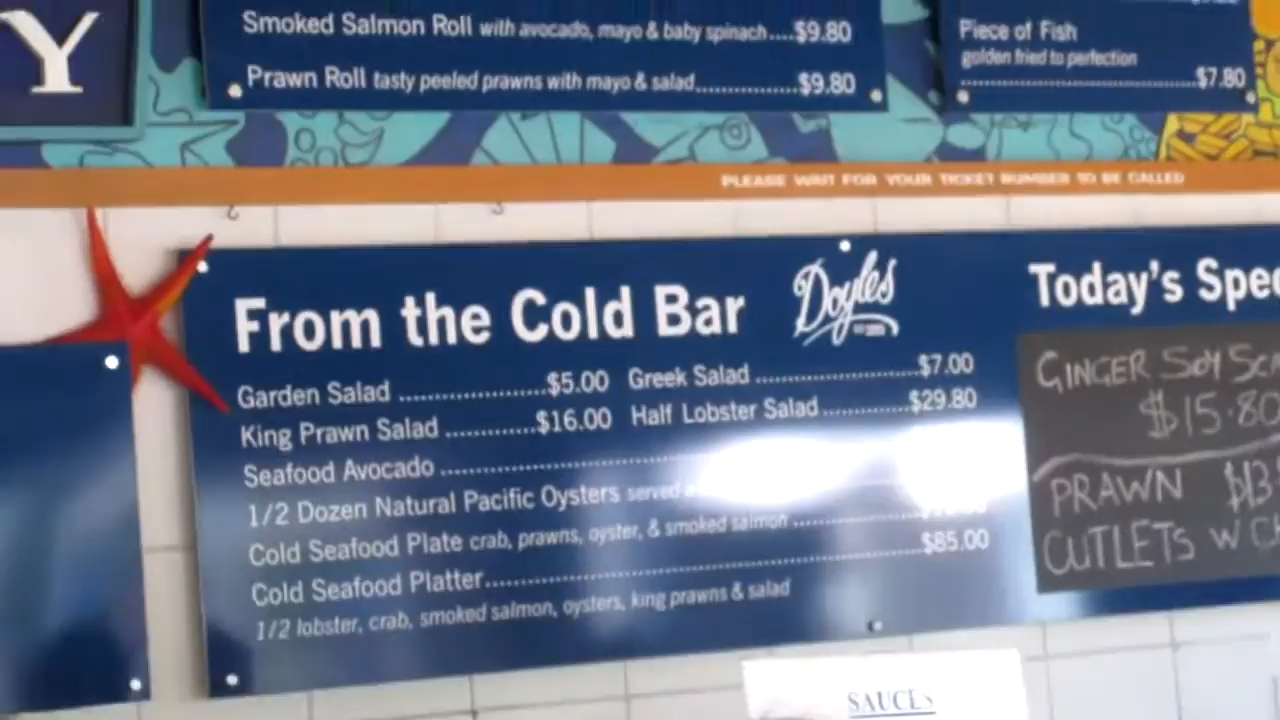 Y
Smoked Salmon Roll with avocado, mayo & baby spinach....$9.80
Prawn Roll tasty peeled prawns with mayo & salad..................$9.80
Piece of Fish
golden fried to perfection
..........................................$7.80
PLEASE WAIT FOR YOUR TICKET NUMBER TO BE CALLED
From the Cold Bar
Doyles
Garden Salad ......................$5.00 Greek Salad ........................$7.00
King Prawn Salad .............$16.00 Half Lobster Salad .............$29.80
Seafood Avocado ...................................
1/2 Dozen Natural Pacific Oysters served
Cold Seafood Plate crab, prawns, oyster, & smoked salmon ..................
Cold Seafood Platter................................................................$85.00
1/2 lobster, crab, smoked salmon, oysters, king prawns & salad
Today's
GINGER SOY
$15.80
PRAWN
CUTLETS W
SAUCES